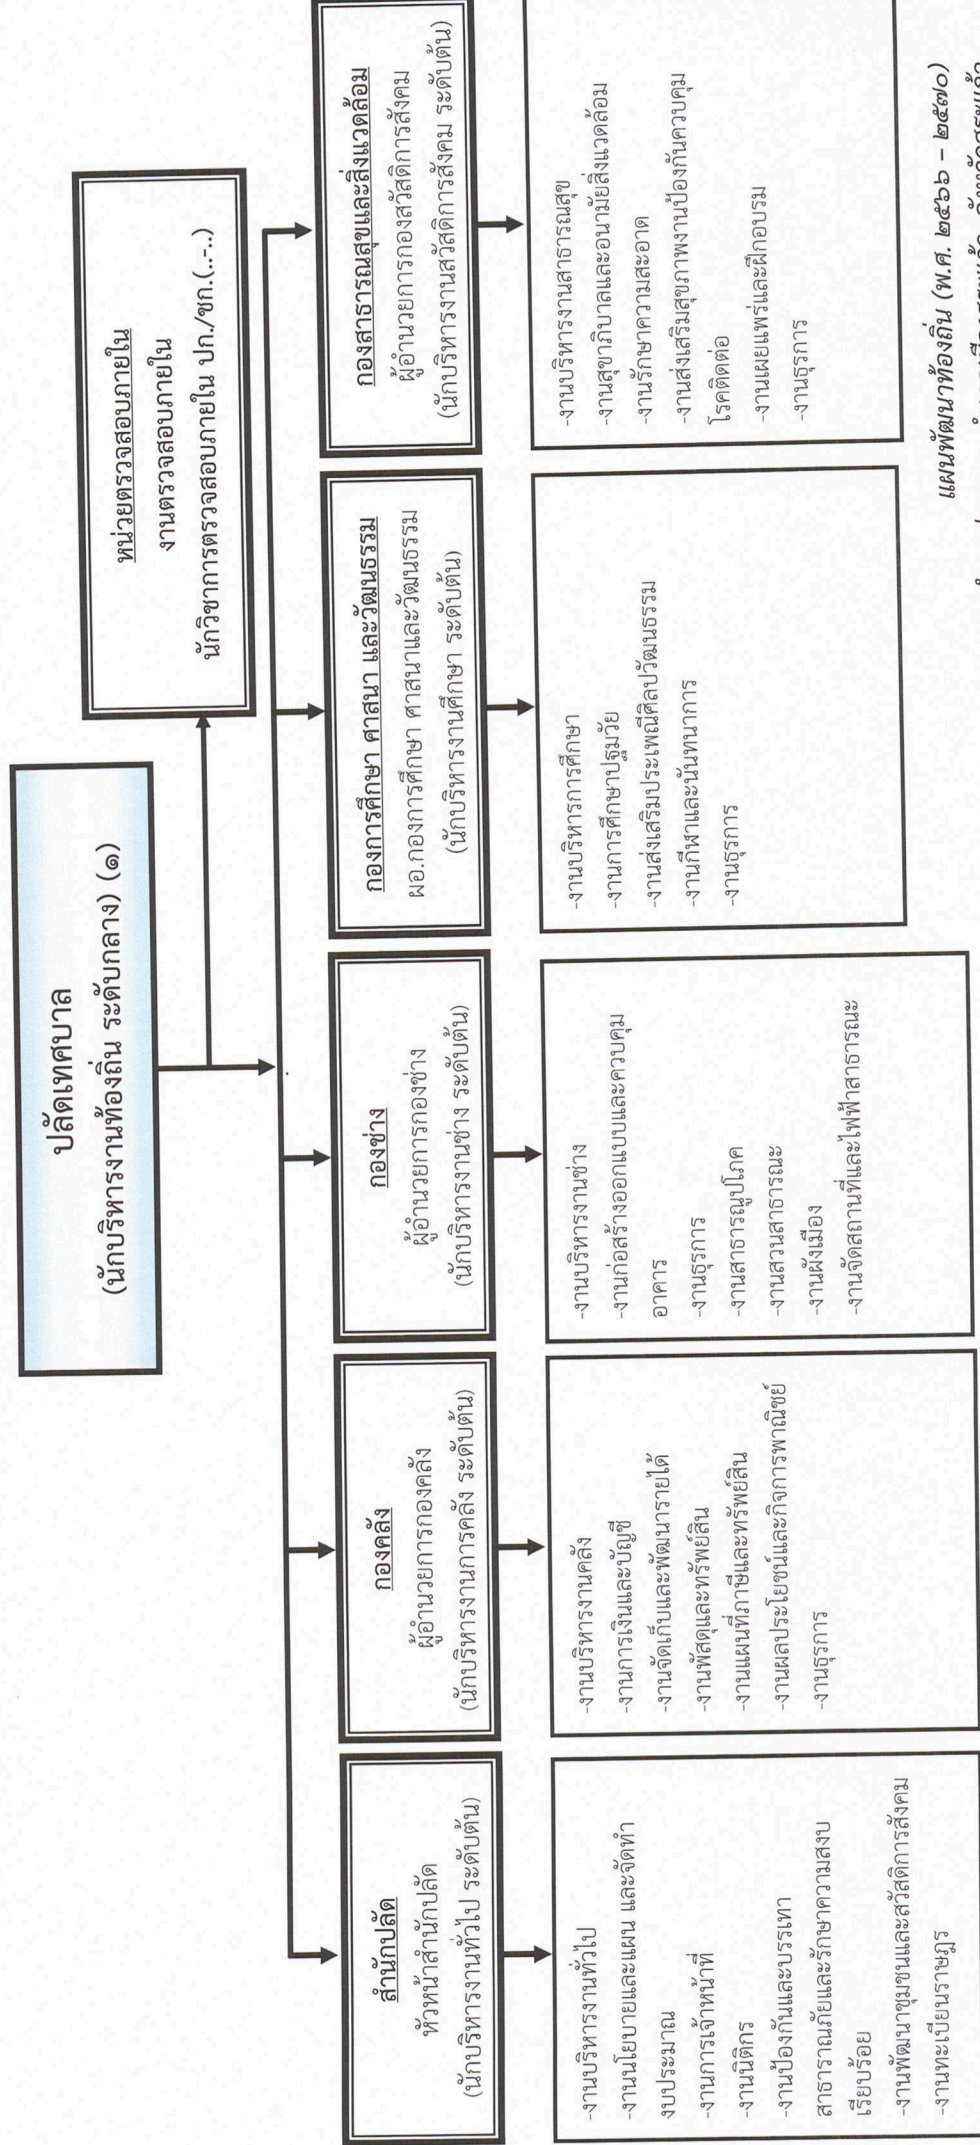 ปลัดเทศบาล
(นักบริหารงานท้องถิ่น ระดับกลาง) (๑)
หน่วยตรวจสอบภายใน
งานตรวจสอบภายใน
นักวิชาการตรวจสอบภายใน ปก./ชก.(..-..)
สำนักปลัด
หัวหน้าสำนักปลัด
(นักบริหารงานทั่วไป ระดับต้น)
กองคลัง
ผู้อำนวยการกองคลัง
(นักบริหารงานการคลัง ระดับต้น)
กองช่าง
ผู้อำนวยการกองช่าง
(นักบริหารงานช่าง ระดับต้น)
กองการศึกษา ศาสนา และวัฒนธรรม
ผอ.กองการศึกษา ศาสนาและวัฒนธรรม
(นักบริหารงานศึกษา ระดับต้น)
กองสาธารณสุขและสิ่งแวดล้อม
ผู้อำนวยการกองสวัสดิการสังคม
(นักบริหารงานสวัสดิการสังคม ระดับต้น)
-งานบริหารงานทั่วไป
-งานนโยบายและแผน และจัดทำ
งบประมาณ
-งานการเจ้าหน้าที่
-งานนิติกร
-งานป้องกันและบรรเทา
สาธาราณภัยและรักษาความสงบ
เรียบร้อย
-งานพัฒนาชุมชนและสวัสดิการสังคม
-งานทะเบียนราษฎร
-งานบริหารงานคลัง
-งานการเงินและบัญชี
-งานจัดเก็บและพัฒนารายได้
-งานพัสดุและทรัพย์สิน
-งานแผนที่ภาษีและทรัพย์สิน
-งานผลประโยชน์และกิจการพาณิชย์
-งานธุรการ
-งานบริหารงานช่าง
-งานก่อสร้างออกแบบและควบคุม
อาคาร
-งานธุรการ
-งานสาธารณูปโภค
-งานสวนสาธารณะ
-งานผังเมือง
-งานจัดสถานที่และไฟฟ้าสาธารณะ
-งานบริหารการศึกษา
-งานการศึกษาปฐมวัย
-งานส่งเสริมประเพณีศิลปวัฒนธรรม
-งานกีฬาและนันทนาการ
-งานธุรการ
-งานบริหารงานสาธารณสุข
-งานสุขาภิบาลและอนามัยสิ่งแวดล้อม
-งานรักษาความสะอาด
-งานส่งเสริมสุขภาพงานป้องกันควบคุม
โรคติดต่อ
-งานเผยแพร่และฝึกอบรม
-งานธุรการ
แผนพัฒนาท้องถิ่น (พ.ศ. ๒๕๖๖ – ๒๕๗๐)